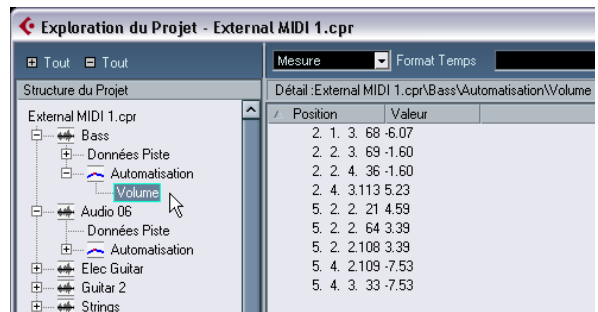 Exploration du Projet - External MIDI 1.cpr
Tout Tout
Mesure Format Temps
Structure du Projet
Détail :External MIDI 1.cpr\Bass\Automatisation\Volume
External MIDI 1.cpr
Bass
Données Piste
Automatisation
Volume
Audio 06
Données Piste
Automatisation
Elec Guitar
Guitar 2
Strings
Position Valeur
2. 1. 3. 68 -6.07
2. 2. 3. 69 -1.60
2. 2. 4. 36 -1.60
2. 4. 3.113 5.23
5. 2. 2. 21 4.59
5. 2. 2. 64 3.39
5. 2. 2.108 3.39
5. 4. 2.109 -7.53
5. 4. 3. 33 -7.53